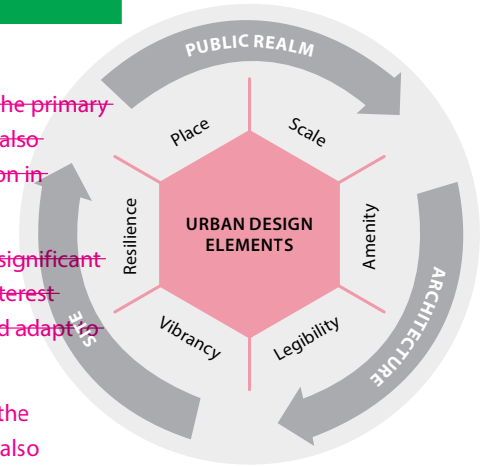 he primary
also
on in
significant
terest
d adapt to
the
also
PUBLIC REALM
Place
Scale
Resilience
URBAN DESIGN
ELEMENTS
Amenity
Vibrancy
Legibility
SITE
ARCHITECTURE